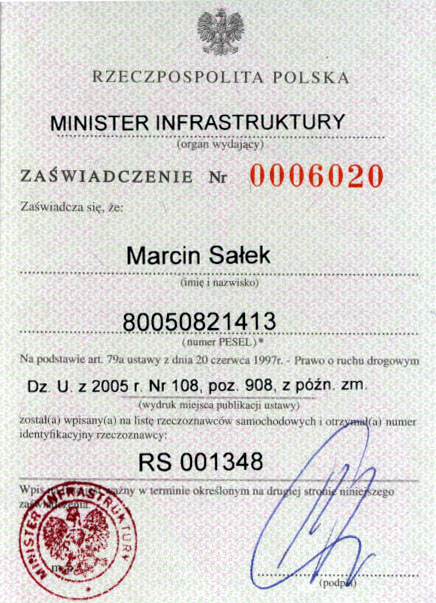 RZECZPOSPOLITA POLSKA
MINISTER INFRASTRUKTURY
(organ wydający)
ZAŚWIADCZENIE Nr 0006020
Zaświadcza się, że:
Marcin Sałek
(imię i nazwisko)
80050821413
(numer PESEL)*
Na podstawie art. 79a ustawy z dnia 20 czerwca 1997r. - Prawo o ruchu drogowym
Dz. U. z 2005 r. Nr 108, poz. 908, z późn. zm.
(wydruk miejsca publikacji ustawy)
został(a) wpisany(a) na listę rzeczoznawców samochodowych i otrzymał(a) numer
identyfikacyjny rzeczoznawcy:
RS 001348
Wpis ważny w terminie określonym na drugiej stronie niniejszego
zaświadczenia
MINISTER INFRASTRUKTURY
(podpis)